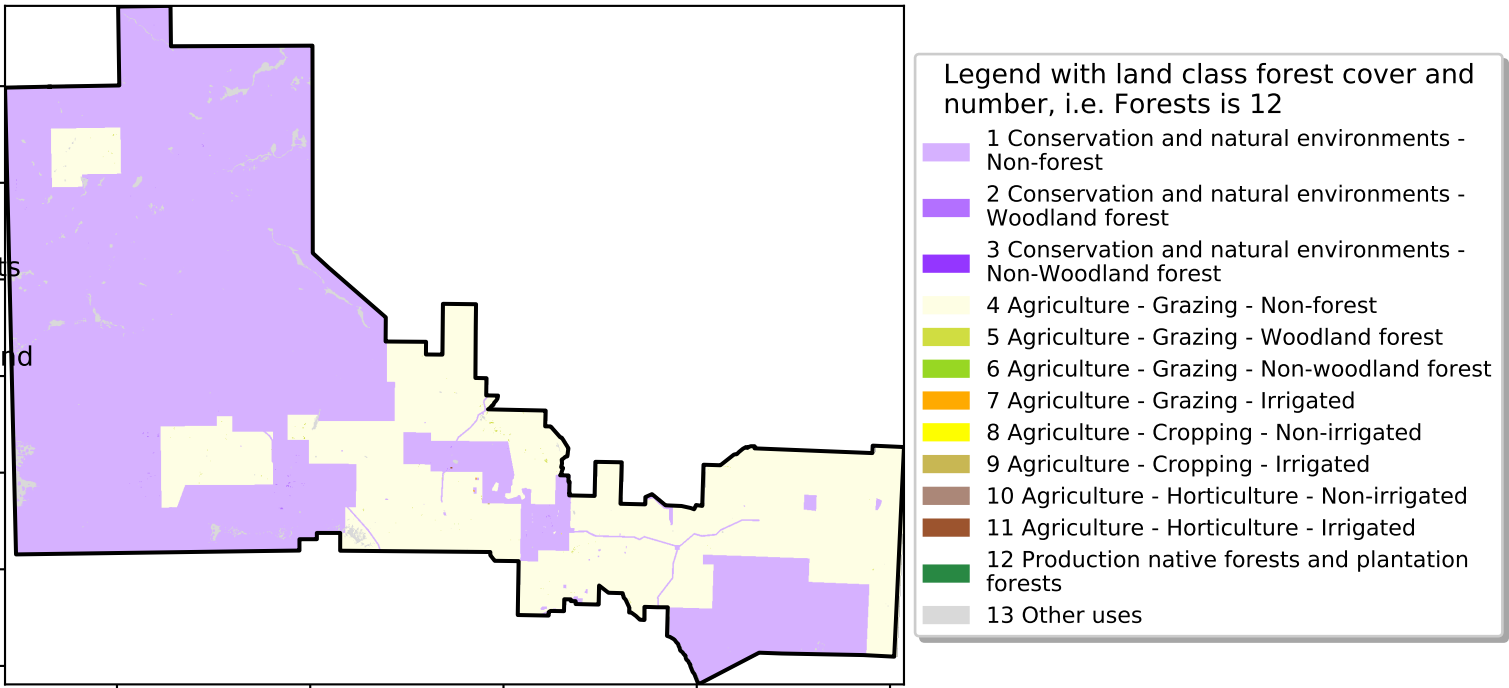 ts
nd
Legend with land class forest cover and
number, i.e. Forests is 12
1 Conservation and natural environments -
Non-forest
2 Conservation and natural environments -
Woodland forest
3 Conservation and natural environments -
Non-Woodland forest
4 Agriculture - Grazing - Non-forest
5 Agriculture - Grazing - Woodland forest
6 Agriculture - Grazing - Non-woodland forest
7 Agriculture - Grazing - Irrigated
8 Agriculture - Cropping - Non-irrigated
9 Agriculture - Cropping - Irrigated
10 Agriculture - Horticulture - Non-irrigated
11 Agriculture - Horticulture - Irrigated
12 Production native forests and plantation
forests
13 Other uses